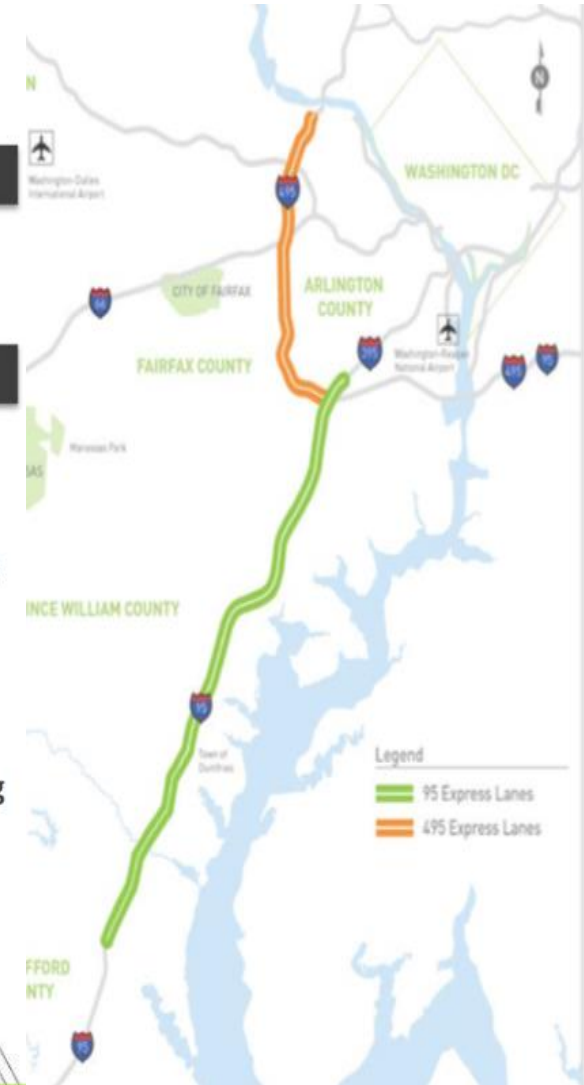 N
Washington-Dulles
International Airport
495
WASHINGTON DC
66
CITY OF FAIRFAX
ARLINGTON
COUNTY
395
FAIRFAX COUNTY
Washington-Reagan
National Airport
495
95
Manassas Park
SAS
INCE WILLIAM COUNTY
95
Town of
Dumfries
Legend
95 Express Lanes
495 Express Lanes
g
FFORD
NTY
95
N